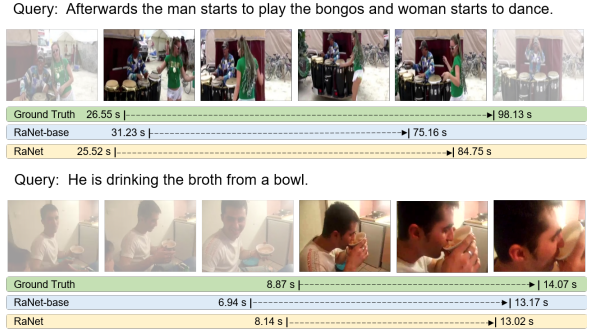 Query: Afterwards the man starts to play the bongos and woman starts to dance.
Ground Truth 26.55 s 98.13 s
RaNet-base 31.23 s 75.16 s
RaNet 25.52 s 84.75 s
Query: He is drinking the broth from a bowl.
Ground Truth 8.87 s 14.07 s
RaNet-base 6.94 s 13.17 s
RaNet 8.14 s 13.02 s